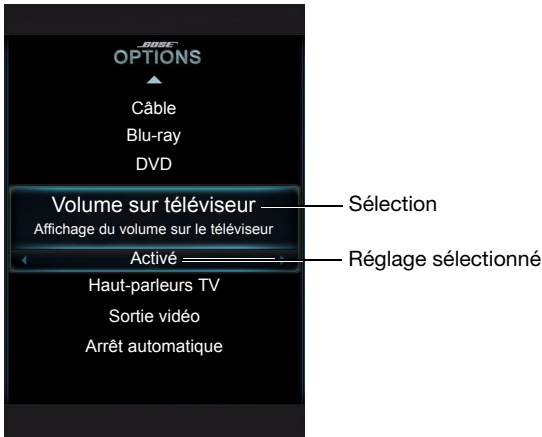 BOSE
OPTIONS
Câble
Blu-ray
DVD
Volume sur téléviseur
Sélection
Affichage du volume sur le téléviseur
Activé
Réglage sélectionné
Haut-parleurs TV
Sortie vidéo
Arrêt automatique